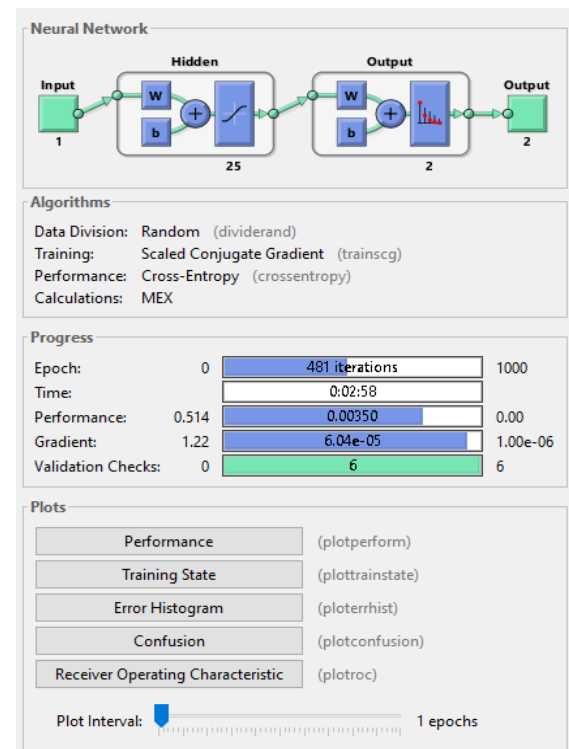 Neural Network
Hidden
Output
Input
W
b
+
W
b
+
Output
1
25
2
2
Algorithms
Data Division: Random (dividerand)
Training: Scaled Conjugate Gradient (trainscg)
Performance: Cross-Entropy (crossentropy)
Calculations: MEX
Progress
Epoch: 0 481 iterations 1000
Time: 0:02:58
Performance: 0.514 0.00350 0.00
Gradient: 1.22 6.04e-05 1.00e-06
Validation Checks: 0 6 6
Plots
Performance (plotperform)
Training State (plottrainstate)
Error Histogram (ploterrhist)
Confusion (plotconfusion)
Receiver Operating Characteristic (plotroc)
Plot Interval: 1 epochs